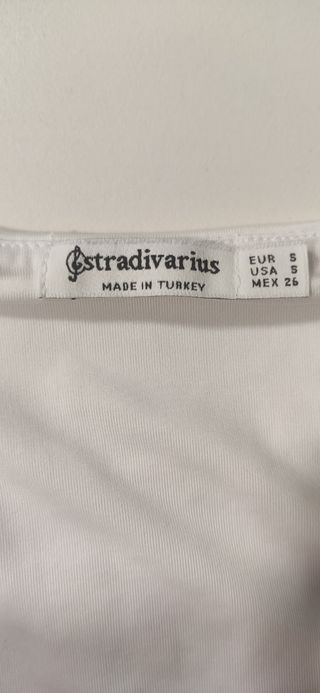 stradivarius
MADE IN TURKEY
EUR S
USA S
MEX 26